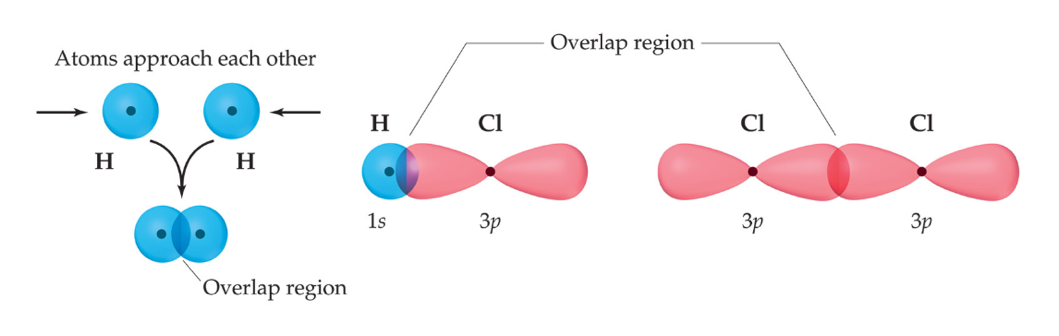 Atoms approach each other
H H
Overlap region
Overlap region
H Cl
1s 3p
Cl Cl
3p 3p